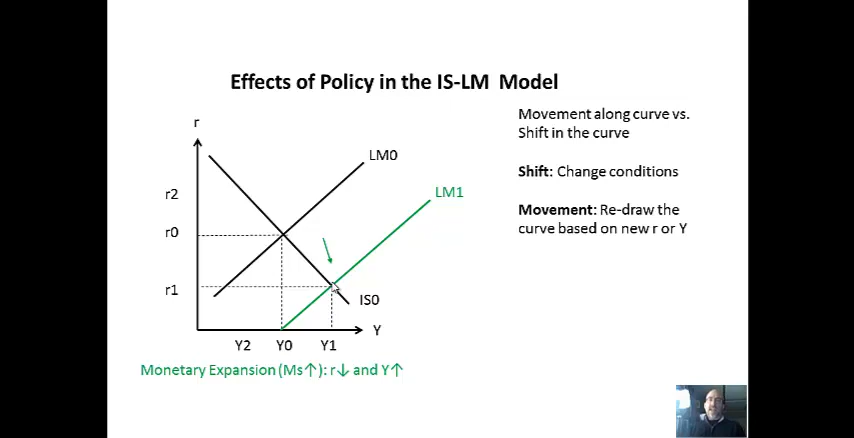 Effects of Policy in the IS-LM Model
Movement along curve vs.
Shift in the curve
Shift: Change conditions
Movement: Re-draw the
curve based on new r or Y
r
LM0
LM1
r2
r0
r1
IS0
Y
Y2 Y0 Y1
Monetary Expansion (Ms↑): r↓ and Y↑